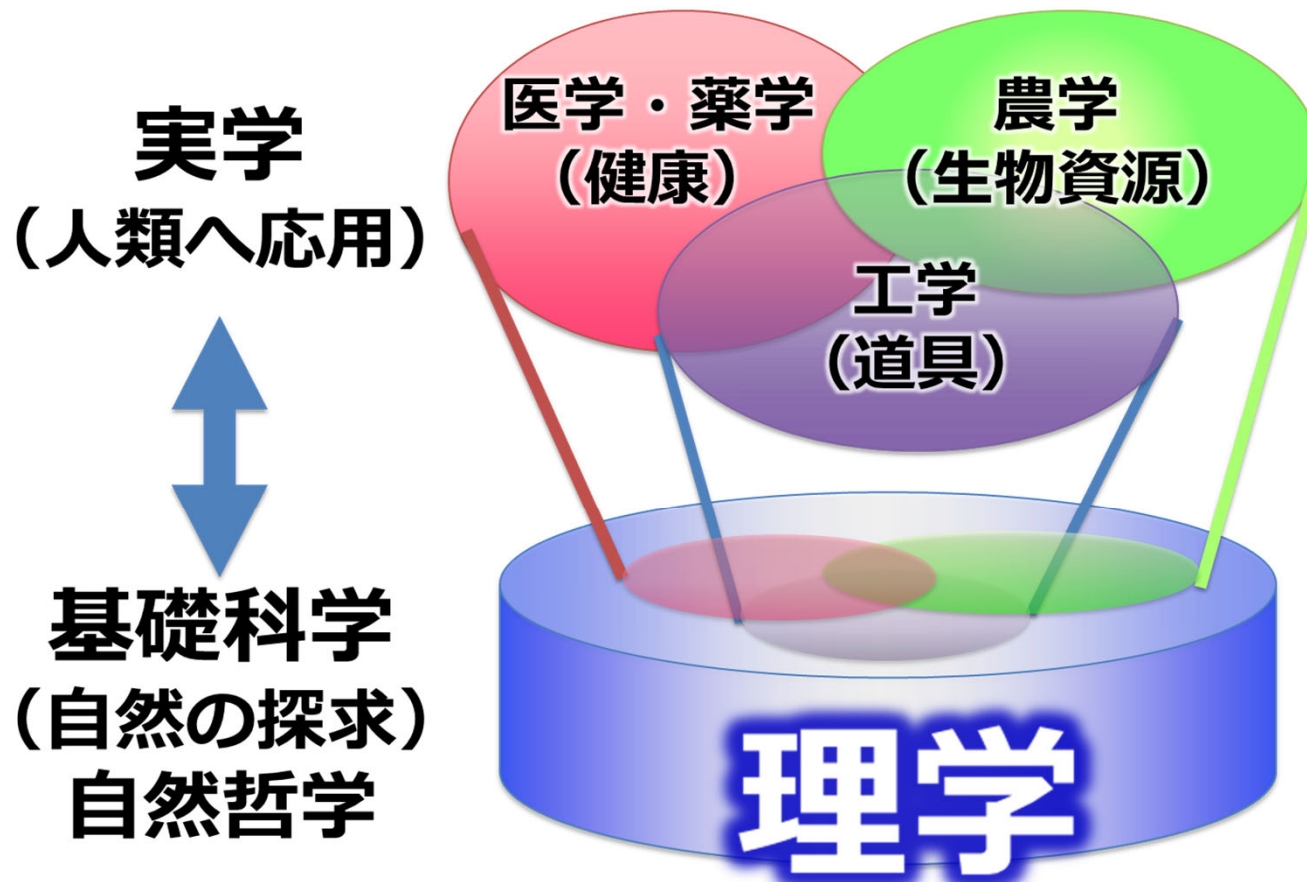 実学
（人類へ応用）
基礎科学
（自然の探求）
自然哲学
医学・薬学
（健康）
農学
（生物資源）
工学
（道具）
理学